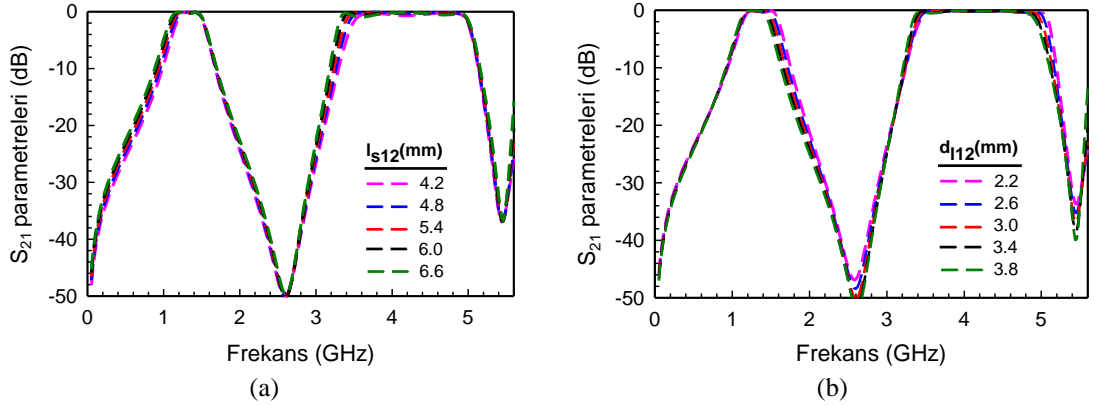 0
-10
-20
-30
-40
-50
S21 parametreleri (dB)
ls12(mm)
4.2
4.8
5.4
6.0
6.6
0 1 2 3 4 5
Frekans (GHz)
(a)
0
-10
-20
-30
-40
-50
S21 parametreleri (dB)
dl12(mm)
2.2
2.6
3.0
3.4
3.8
0 1 2 3 4 5
Frekans (GHz)
(b)